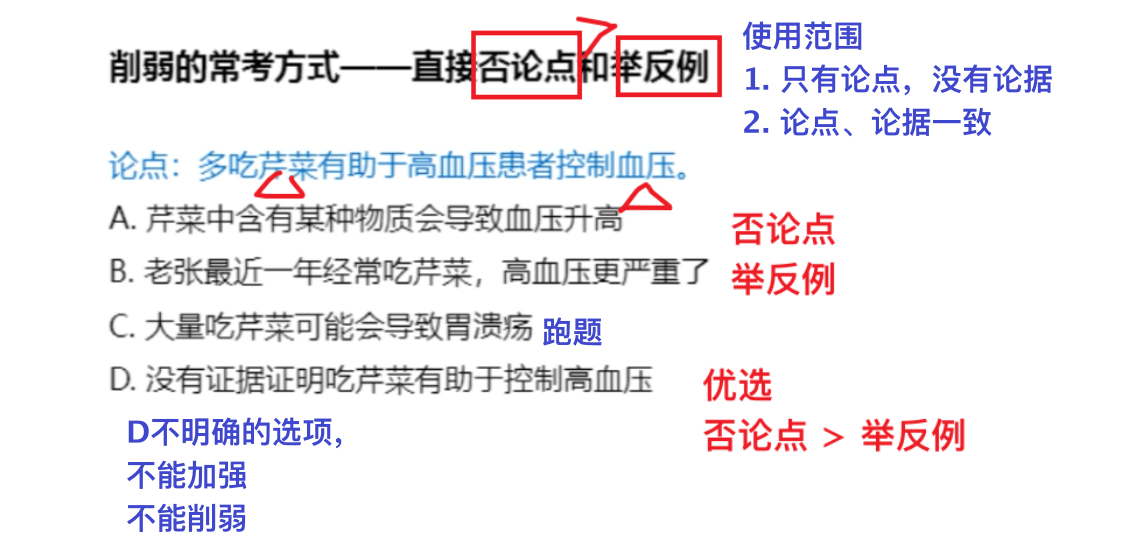 削弱的常考方式——直接否论点和举反例
使用范围
1. 只有论点，没有论据
2. 论点、论据一致
论点：多吃芹菜有助于高血压患者控制血压。
A. 芹菜中含有某种物质会导致血压升高
否论点
B. 老张最近一年经常吃芹菜，高血压更严重了
举反例
C. 大量吃芹菜可能会导致胃溃疡 跑题
D. 没有证据证明吃芹菜有助于控制高血压
优选
否论点 > 举反例
D不明确的选项，
不能加强
不能削弱